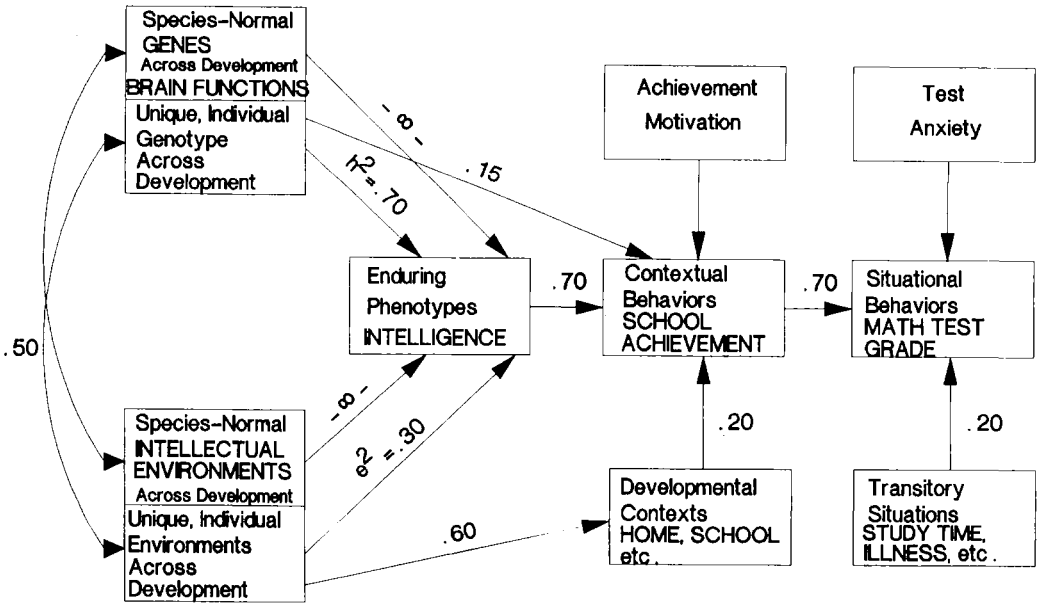 Species-Normal
GENES
Across Development
BRAIN FUNCTIONS
Unique, Individual
Genotype
Across
Development
- ∞ -
.15
h² = .70
Achievement
Motivation
Test
Anxiety
Enduring
Phenotypes
INTELLIGENCE
.70
Contextual
Behaviors
SCHOOL
ACHIEVEMENT
.70
Situational
Behaviors
MATH TEST
GRADE
.50
- ∞ -
e² = .30
.20
.20
Species-Normal
INTELLECTUAL
ENVIRONMENTS
Across Development
Unique, Individual
Environments
Across
Development
.60
Developmental
Contexts
HOME, SCHOOL
etc.
Transitory
Situations
STUDY TIME,
ILLNESS, etc.